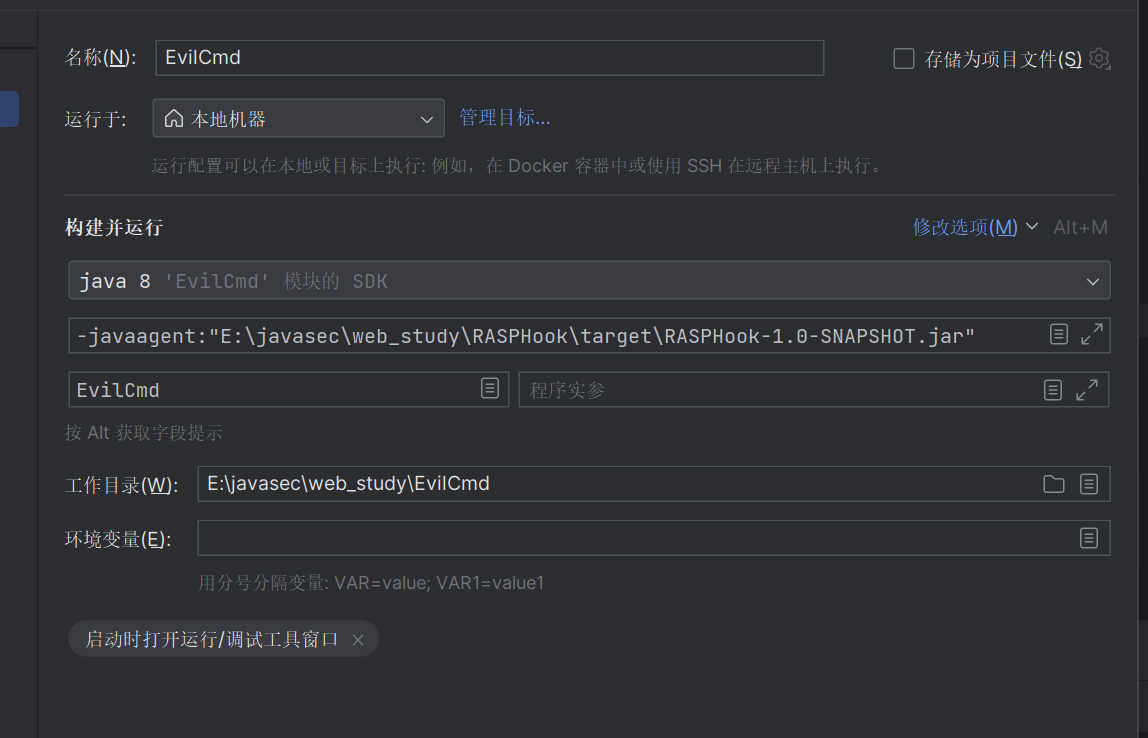 名称(N): EvilCmd 存储为项目文件(S)
运行于: 本地机器 管理目标...
运行配置可以在本地或目标上执行: 例如，在 Docker 容器中或使用 SSH 在远程主机上执行。
构建并运行 修改选项(M) Alt+M
java 8 'EvilCmd' 模块的 SDK
-javaagent:"E:\javasec\web_study\RASPHook\target\RASPHook-1.0-SNAPSHOT.jar"
EvilCmd 程序实参
按 Alt 获取字段提示
工作目录(W): E:\javasec\web_study\EvilCmd
环境变量(E):
用分号分隔变量: VAR=value; VAR1=value1
启动时打开运行/调试工具窗口